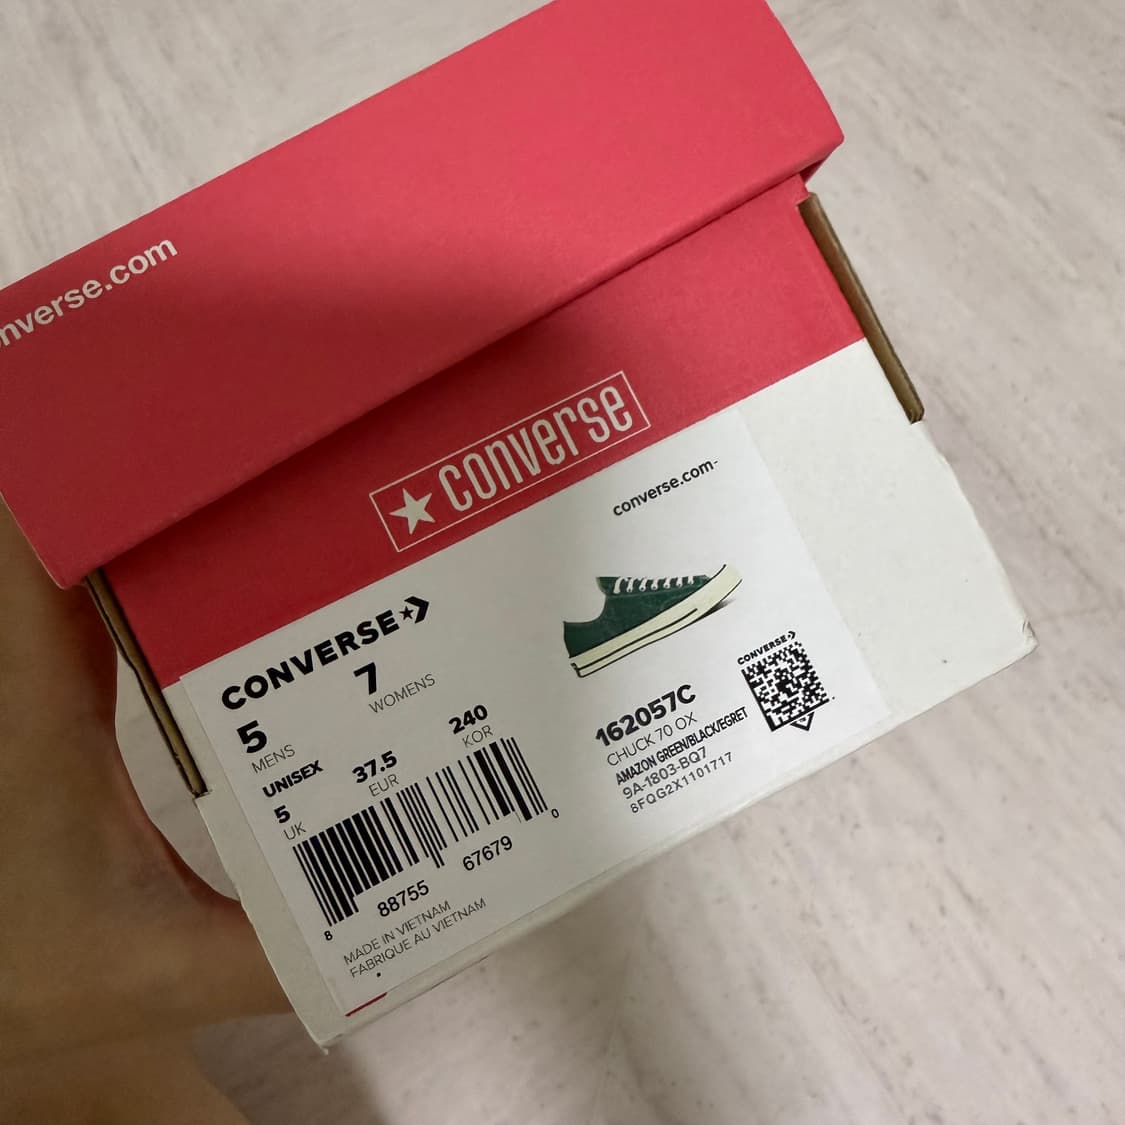 nverse.com
converse
converse.com
CONVERSE
5 MENS
7 WOMENS
UNISEX
5 UK
37.5 EUR
240 KOR
8 88755 67679 0
MADE IN VIETNAM
FABRIQUE AU VIETNAM
162057C
CHUCK 70 OX
AMAZON GREEN/BLACK/EGRET
9A-1803-BQ7
8FQG2X1101717
CONVERSE